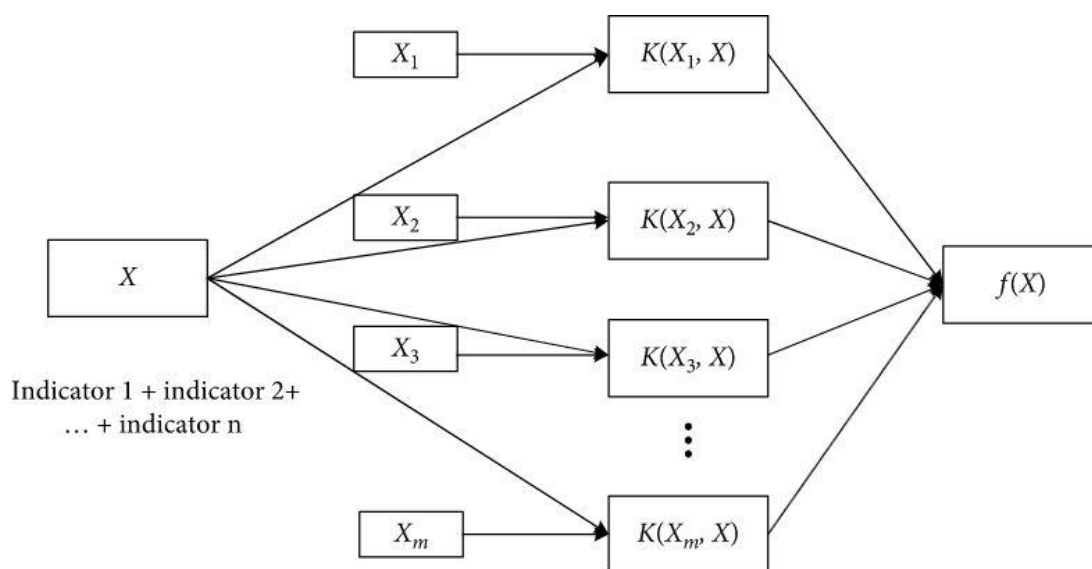 X₁
K(X₁, X)
X₂
K(X₂, X)
X
f(X)
X₃
K(X₃, X)
Indicator 1 + indicator 2+
… + indicator n
Xₘ
K(Xₘ, X)